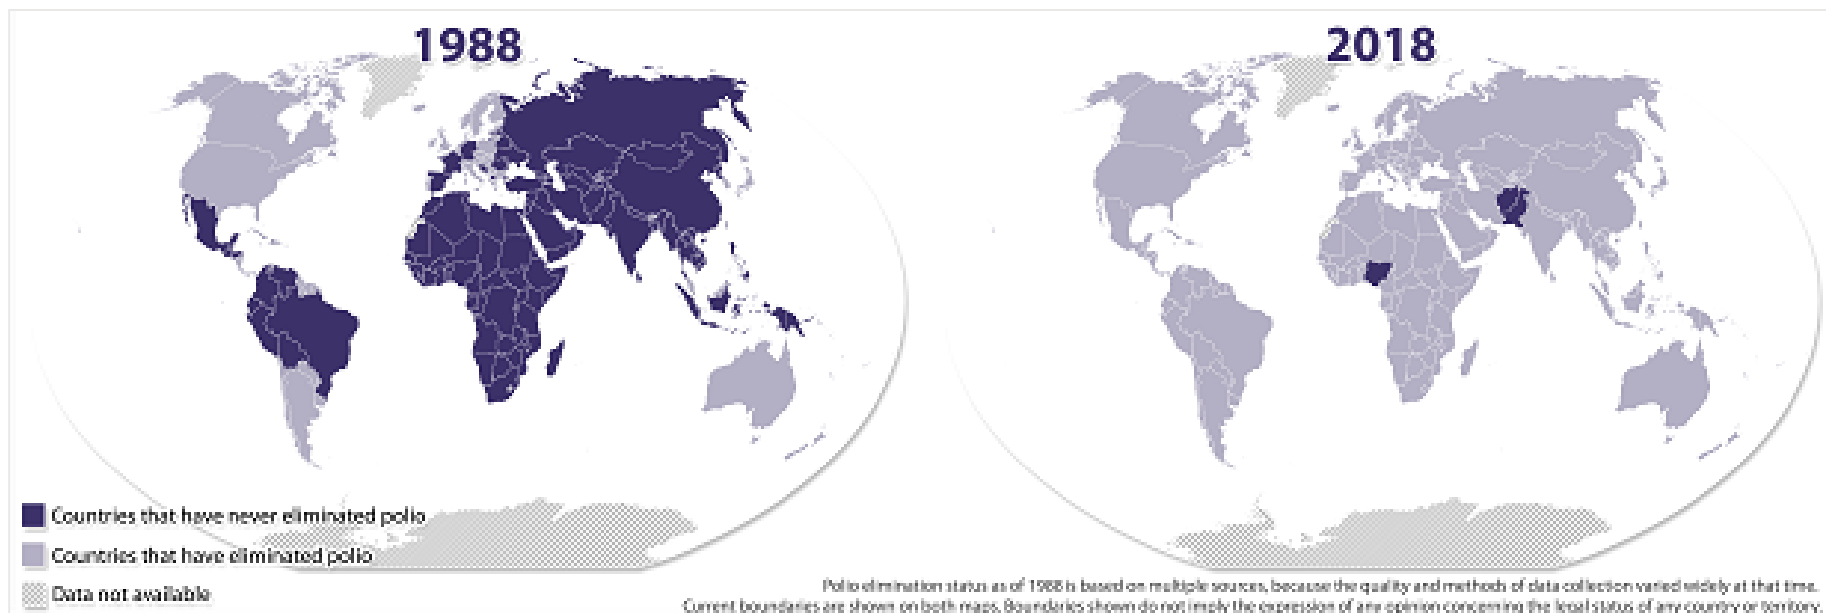 1988
2018
Countries that have never eliminated polio
Countries that have eliminated polio
Data not available
Polio elimination status as of 1988 is based on multiple sources, because the quality and methods of data collection varied widely at that time.
Current boundaries are shown on both maps. Boundaries shown do not imply the expression of any opinion concerning the legal status of any country or territory.